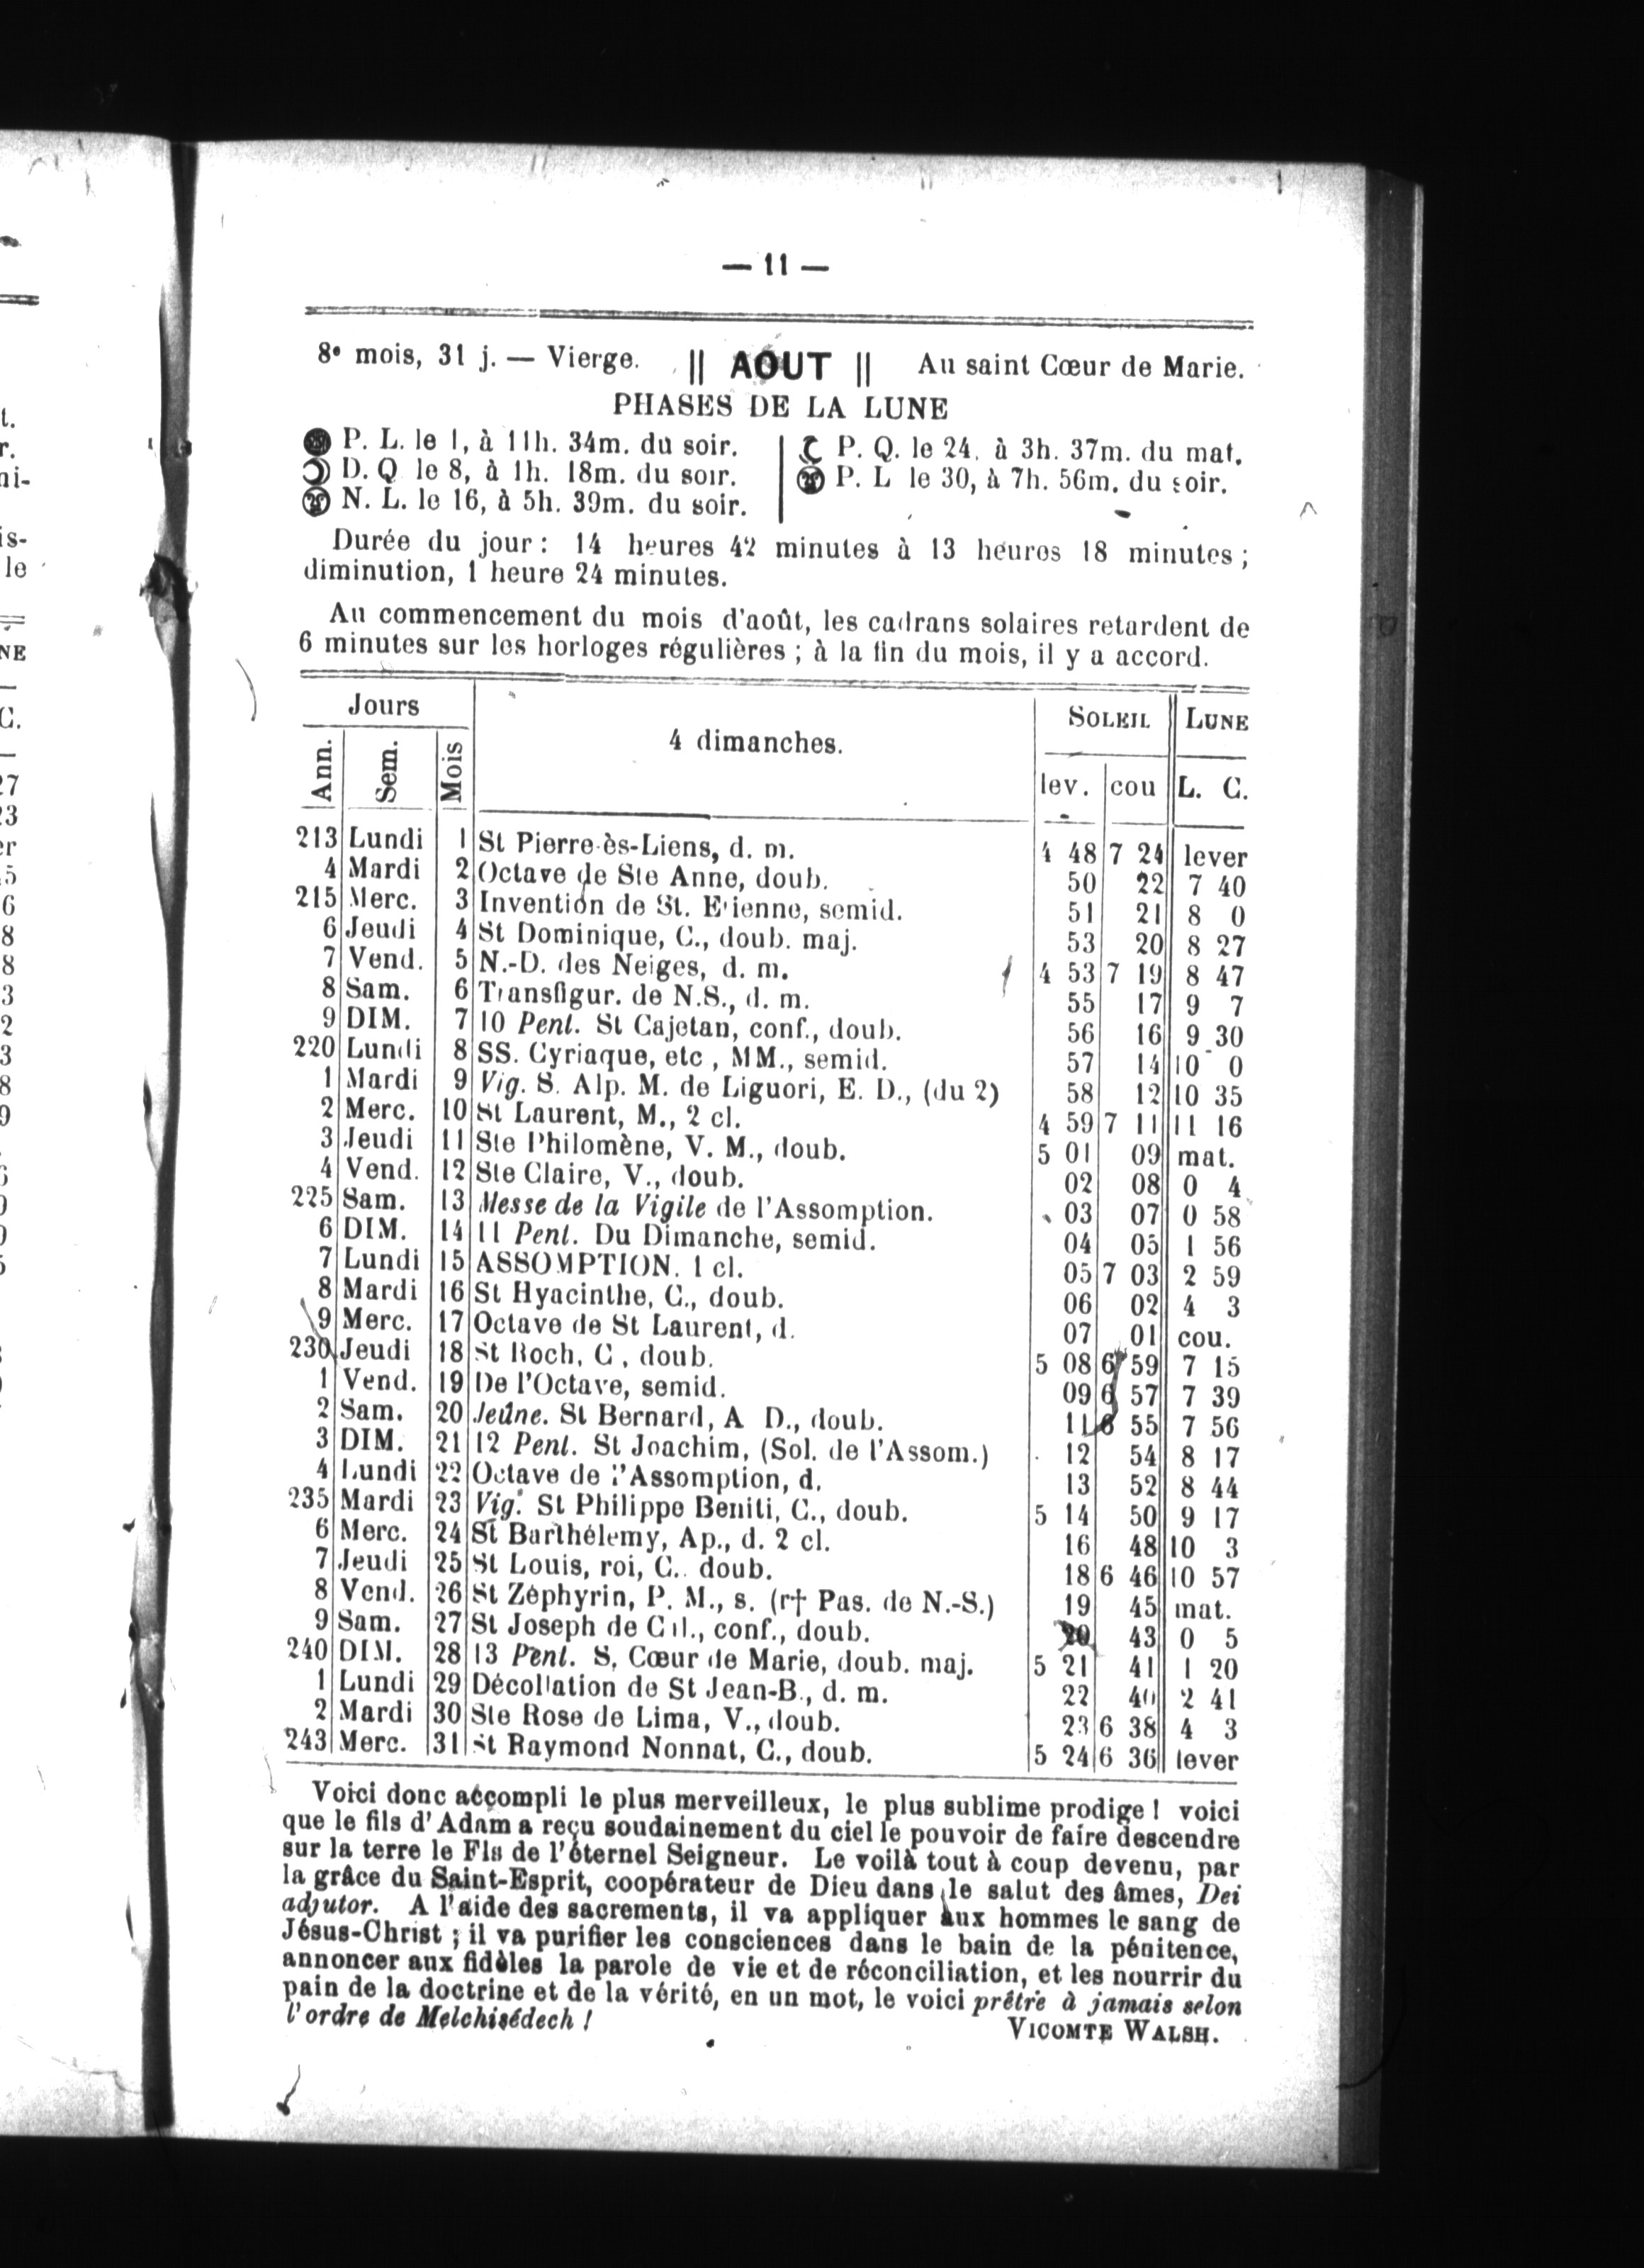 — 11 —
8e mois, 31 j. — Vierge. || AOUT || Au saint Cœur de Marie.
PHASES DE LA LUNE
P. L. le 1, à 11h. 34m. du soir.
D. Q le 8, à 1h. 18m. du soir.
N. L. le 16, à 5h. 39m. du soir.
P. Q. le 24, à 3h. 37m. du mat.
P. L le 30, à 7h. 56m. du soir.
Durée du jour : 14 heures 42 minutes à 13 heures 18 minutes ;
diminution, 1 heure 24 minutes.
Au commencement du mois d'août, les cadrans solaires retardent de
6 minutes sur les horloges régulières ; à la fin du mois, il y a accord.
Jours 4 dimanches. SOLEIL LUNE
Ann. Sem. Mois lev. cou L. C.
213 Lundi 1 St Pierre-ès-Liens, d. m. 4 48 7 24 lever
4 Mardi 2 Octave de Ste Anne, doub. 50 22 7 40
215 Merc. 3 Invention de St. Etienne, semid. 51 21 8 0
6 Jeudi 4 St Dominique, C., doub. maj. 53 20 8 27
7 Vend. 5 N.-D. des Neiges, d. m. 4 53 7 19 8 47
8 Sam. 6 Transfigur. de N.S., d. m. 55 17 9 7
9 DIM. 7 10 Pent. St Cajetan, conf., doub. 56 16 9 30
220 Lundi 8 SS. Cyriaque, etc , MM., semid. 57 14 10 0
1 Mardi 9 Vig. S. Alp. M. de Liguori, E. D., (du 2) 58 12 10 35
2 Merc. 10 St Laurent, M., 2 cl. 4 59 7 11 11 16
3 Jeudi 11 Ste Philomène, V. M., doub. 5 01 09 mat.
4 Vend. 12 Ste Claire, V., doub. 02 08 0 4
225 Sam. 13 Messe de la Vigile de l'Assomption. 03 07 0 58
6 DIM. 14 11 Pent. Du Dimanche, semid. 04 05 1 56
7 Lundi 15 ASSOMPTION. 1 cl. 05 7 03 2 59
8 Mardi 16 St Hyacinthe, C., doub. 06 02 4 3
9 Merc. 17 Octave de St Laurent, d. 07 01 cou.
230 Jeudi 18 St Roch, C , doub. 5 08 6 59 7 15
1 Vend. 19 De l'Octave, semid. 09 6 57 7 39
2 Sam. 20 Jeûne. St Bernard, A D., doub. 11 6 55 7 56
3 DIM. 21 12 Pent. St Joachim, (Sol. de l'Assom.) 12 54 8 17
4 Lundi 22 Octave de l'Assomption, d. 13 52 8 44
235 Mardi 23 Vig. St Philippe Beniti, C., doub. 5 14 50 9 17
6 Merc. 24 St Barthélemy, Ap., d. 2 cl. 16 48 10 3
7 Jeudi 25 St Louis, roi, C.. doub. 18 6 46 10 57
8 Vend. 26 St Zéphyrin, P. M., s. (r† Pas. de N.-S.) 19 45 mat.
9 Sam. 27 St Joseph de Cal., conf., doub. 20 43 0 5
240 DIM. 28 13 Pent. S. Cœur de Marie, doub. maj. 5 21 41 1 20
1 Lundi 29 Décollation de St Jean-B., d. m. 22 40 2 41
2 Mardi 30 Ste Rose de Lima, V., doub. 23 6 38 4 3
243 Merc. 31 St Raymond Nonnat, C., doub. 5 24 6 36 lever
Voici donc accompli le plus merveilleux, le plus sublime prodige ! voici
que le fils d'Adam a reçu soudainement du ciel le pouvoir de faire descendre
sur la terre le Fls de l'éternel Seigneur. Le voilà tout à coup devenu, par
la grâce du Saint-Esprit, coopérateur de Dieu dans le salut des âmes, Dei
adjutor. A l'aide des sacrements, il va appliquer aux hommes le sang de
Jésus-Christ ; il va purifier les consciences dans le bain de la pénitence,
annoncer aux fidèles la parole de vie et de réconciliation, et les nourrir du
pain de la doctrine et de la vérité, en un mot, le voici prêtre à jamais selon
l'ordre de Melchisédech !
VICOMTE WALSH.